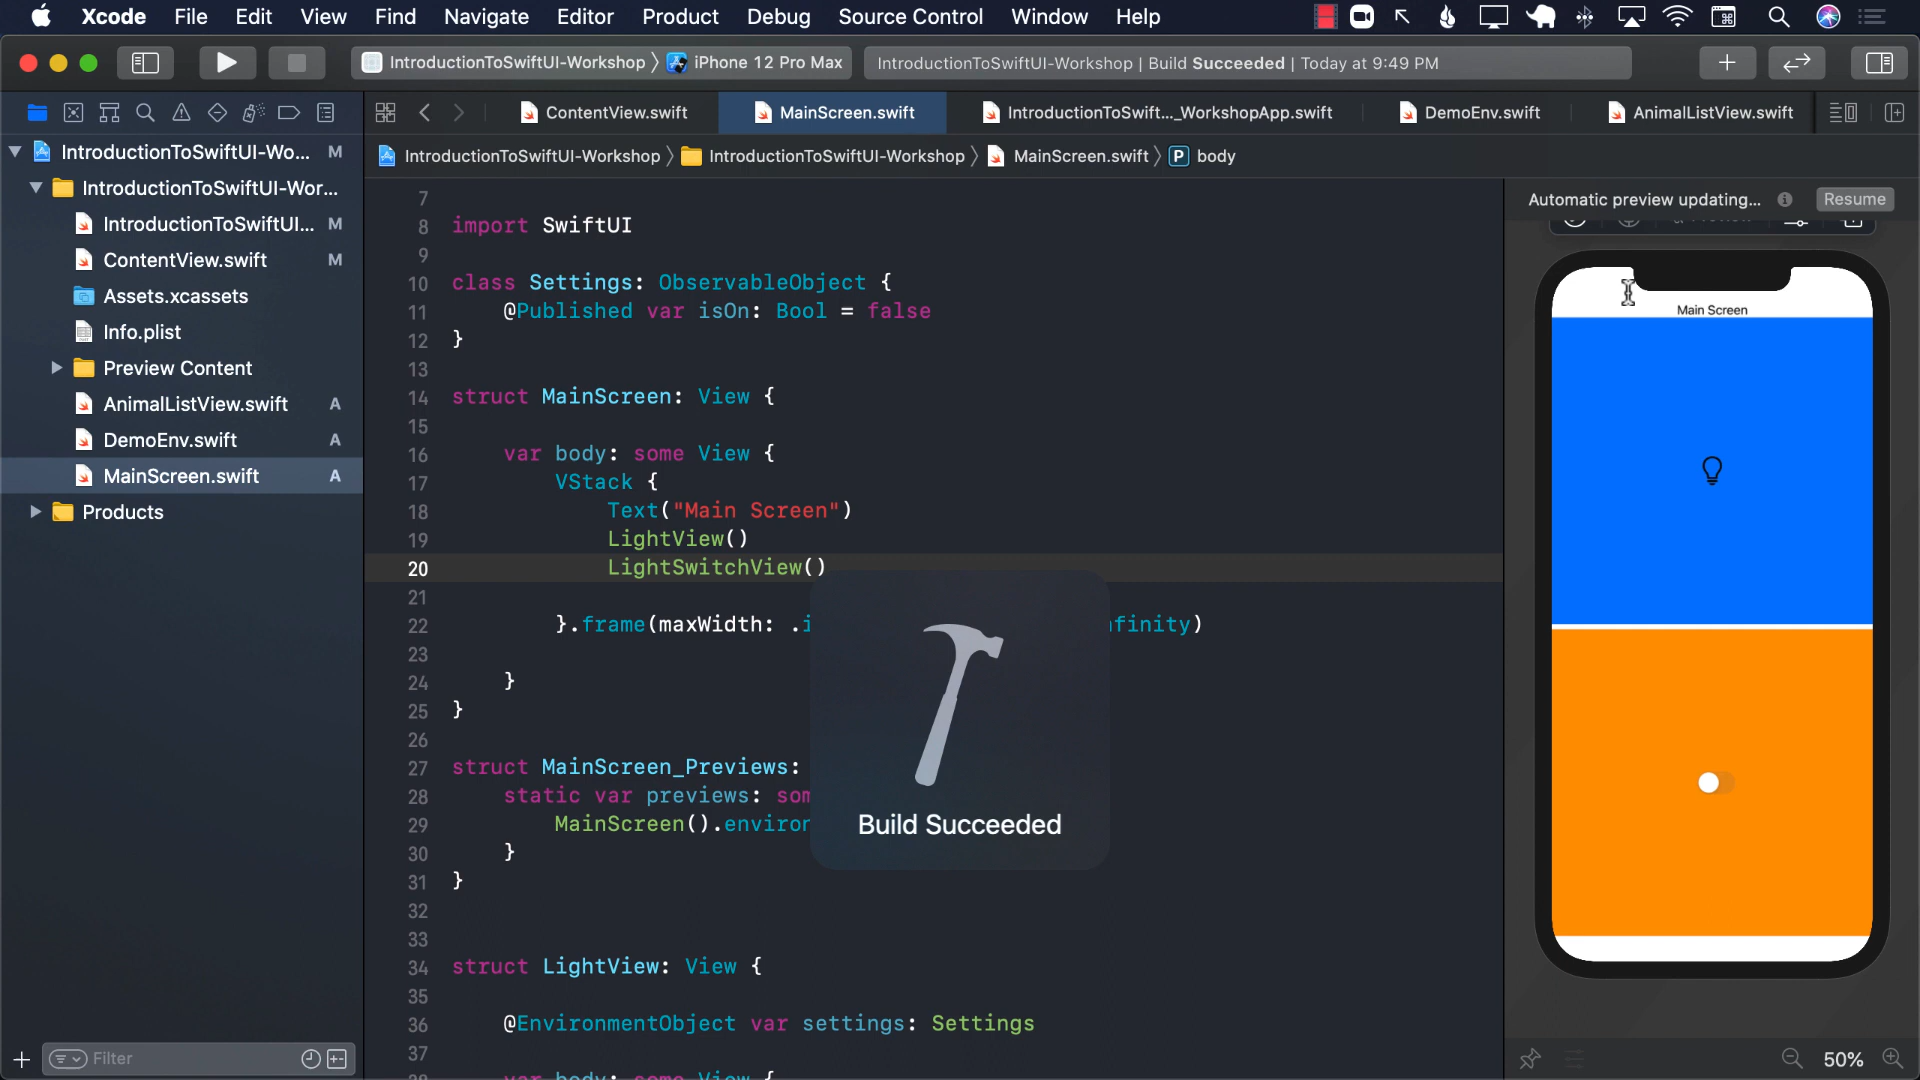 Xcode File Edit View Find Navigate Editor Product Debug Source Control Window Help
IntroductionToSwiftUI-Workshop iPhone 12 Pro Max
IntroductionToSwiftUI-Workshop | Build Succeeded | Today at 9:49 PM
ContentView.swift MainScreen.swift IntroductionToSwift..._WorkshopApp.swift DemoEnv.swift AnimalListView.swift
IntroductionToSwiftUI-Workshop IntroductionToSwiftUI-Workshop MainScreen.swift P body
IntroductionToSwiftUI-Wo... M
IntroductionToSwiftUI-Wor...
IntroductionToSwiftUI... M
ContentView.swift M
Assets.xcassets
Info.plist
Preview Content
AnimalListView.swift A
DemoEnv.swift A
MainScreen.swift A
Products
Filter
7
8 import SwiftUI
9
10 class Settings: ObservableObject {
11 @Published var isOn: Bool = false
12 }
13
14 struct MainScreen: View {
15
16 var body: some View {
17 VStack {
18 Text("Main Screen")
19 LightView()
20 LightSwitchView()
21
22 }.frame(maxWidth: .i finity)
23
24 }
25 }
26
27 struct MainScreen_Previews:
28 static var previews: som
29 MainScreen().environ
30 }
31 }
32
33
34 struct LightView: View {
35
36 @EnvironmentObject var settings: Settings
37
38 var body: some View {
Build Succeeded
Automatic preview updating... Resume
Main Screen
50%